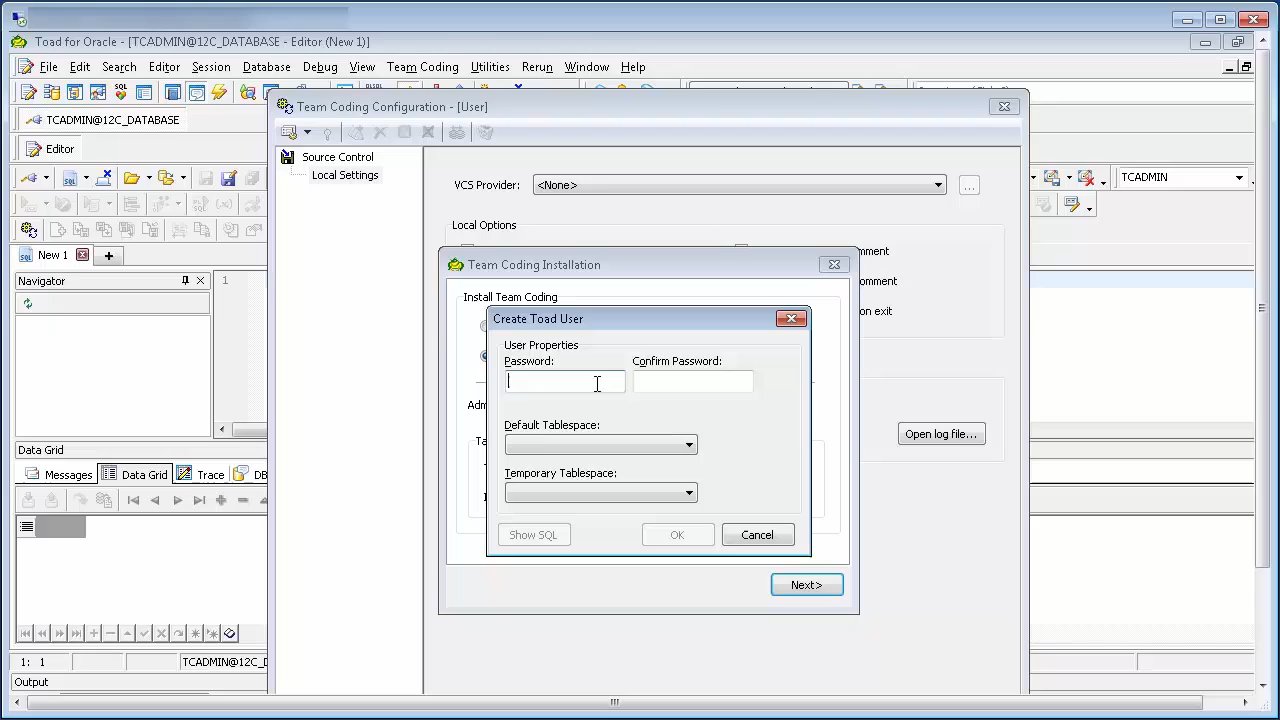 Toad for Oracle - [TCADMIN@12C_DATABASE - Editor (New 1)]
File Edit Search Editor Session Database Debug View Team Coding Utilities Rerun Window Help
Team Coding Configuration - [User]
TCADMIN@12C_DATABASE
Editor
Source Control
Local Settings
VCS Provider: <None> ...
TCADMIN
Local Options
New 1
mment
Navigator
1
omment
on exit
Team Coding Installation
Install Team Coding
Create Toad User
User Properties
Password: Confirm Password:
Adm
Default Tablespace:
Open log file...
Ta
Data Grid
Temporary Tablespace:
Messages Data Grid Trace DB
Show SQL OK Cancel
Next>
1: 1 TCADMIN@12C_D
Output